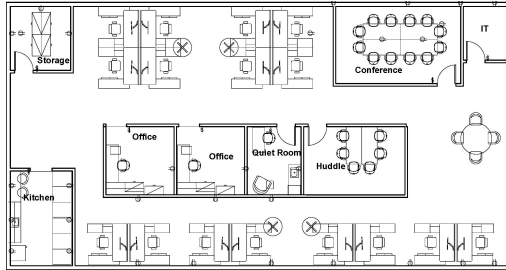 IT
Storage
Conference
Office
Office
Quiet Room
Huddle
Kitchen